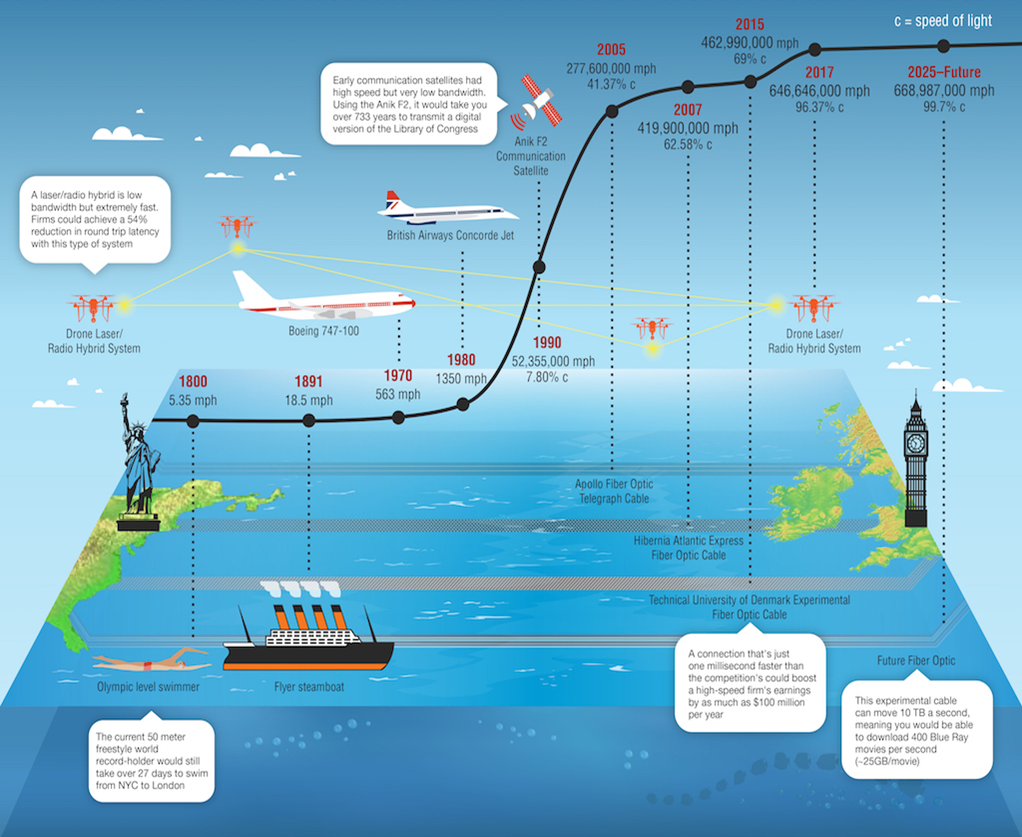 c = speed of light
2015
462,990,000 mph
69% c
2005
277,600,000 mph
41.37% c
2017
646,646,000 mph
96.37% c
2025–Future
668,987,000 mph
99.7% c
2007
419,900,000 mph
62.58% c
Early communication satellites had
high speed but very low bandwidth.
Using the Anik F2, it would take you
over 733 years to transmit a digital
version of the Library of Congress
Anik F2
Communication
Satellite
A laser/radio hybrid is low
bandwidth but extremely fast.
Firms could achieve a 54%
reduction in round trip latency
with this type of system
British Airways Concorde Jet
Drone Laser/
Radio Hybrid System
Boeing 747-100
Drone Laser/
Radio Hybrid System
1990
52,355,000 mph
7.80% c
1980
1350 mph
1970
563 mph
1891
18.5 mph
1800
5.35 mph
Apollo Fiber Optic
Telegraph Cable
Hibernia Atlantic Express
Fiber Optic Cable
Technical University of Denmark Experimental
Fiber Optic Cable
Future Fiber Optic
Olympic level swimmer
Flyer steamboat
A connection that's just
one millisecond faster than
the competition's could boost
a high-speed firm's earnings
by as much as $100 million
per year
This experimental cable
can move 10 TB a second,
meaning you would be able
to download 400 Blue Ray
movies per second
(~25GB/movie)
The current 50 meter
freestyle world
record-holder would still
take over 27 days to swim
from NYC to London